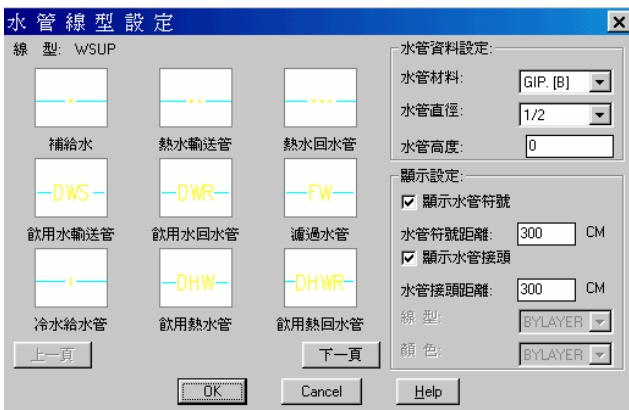 水 管 線 型 設 定
線 型: WSUP
補給水
熱水輸送管
熱水回水管
DWS
DWR
FW
飲用水輸送管
飲用水回水管
濾過水管
DHW
DHWR
冷水給水管
飲用熱水管
飲用熱回水管
上一頁
下一頁
水管資料設定:
水管材料: GIP. [B]
水管直徑: 1/2
水管高度: 0
顯示設定:
顯示水管符號
水管符號距離: 300 CM
顯示水管接頭
水管接頭距離: 300 CM
線 型: BYLAYER
顏 色: BYLAYER
OK
Cancel
Help